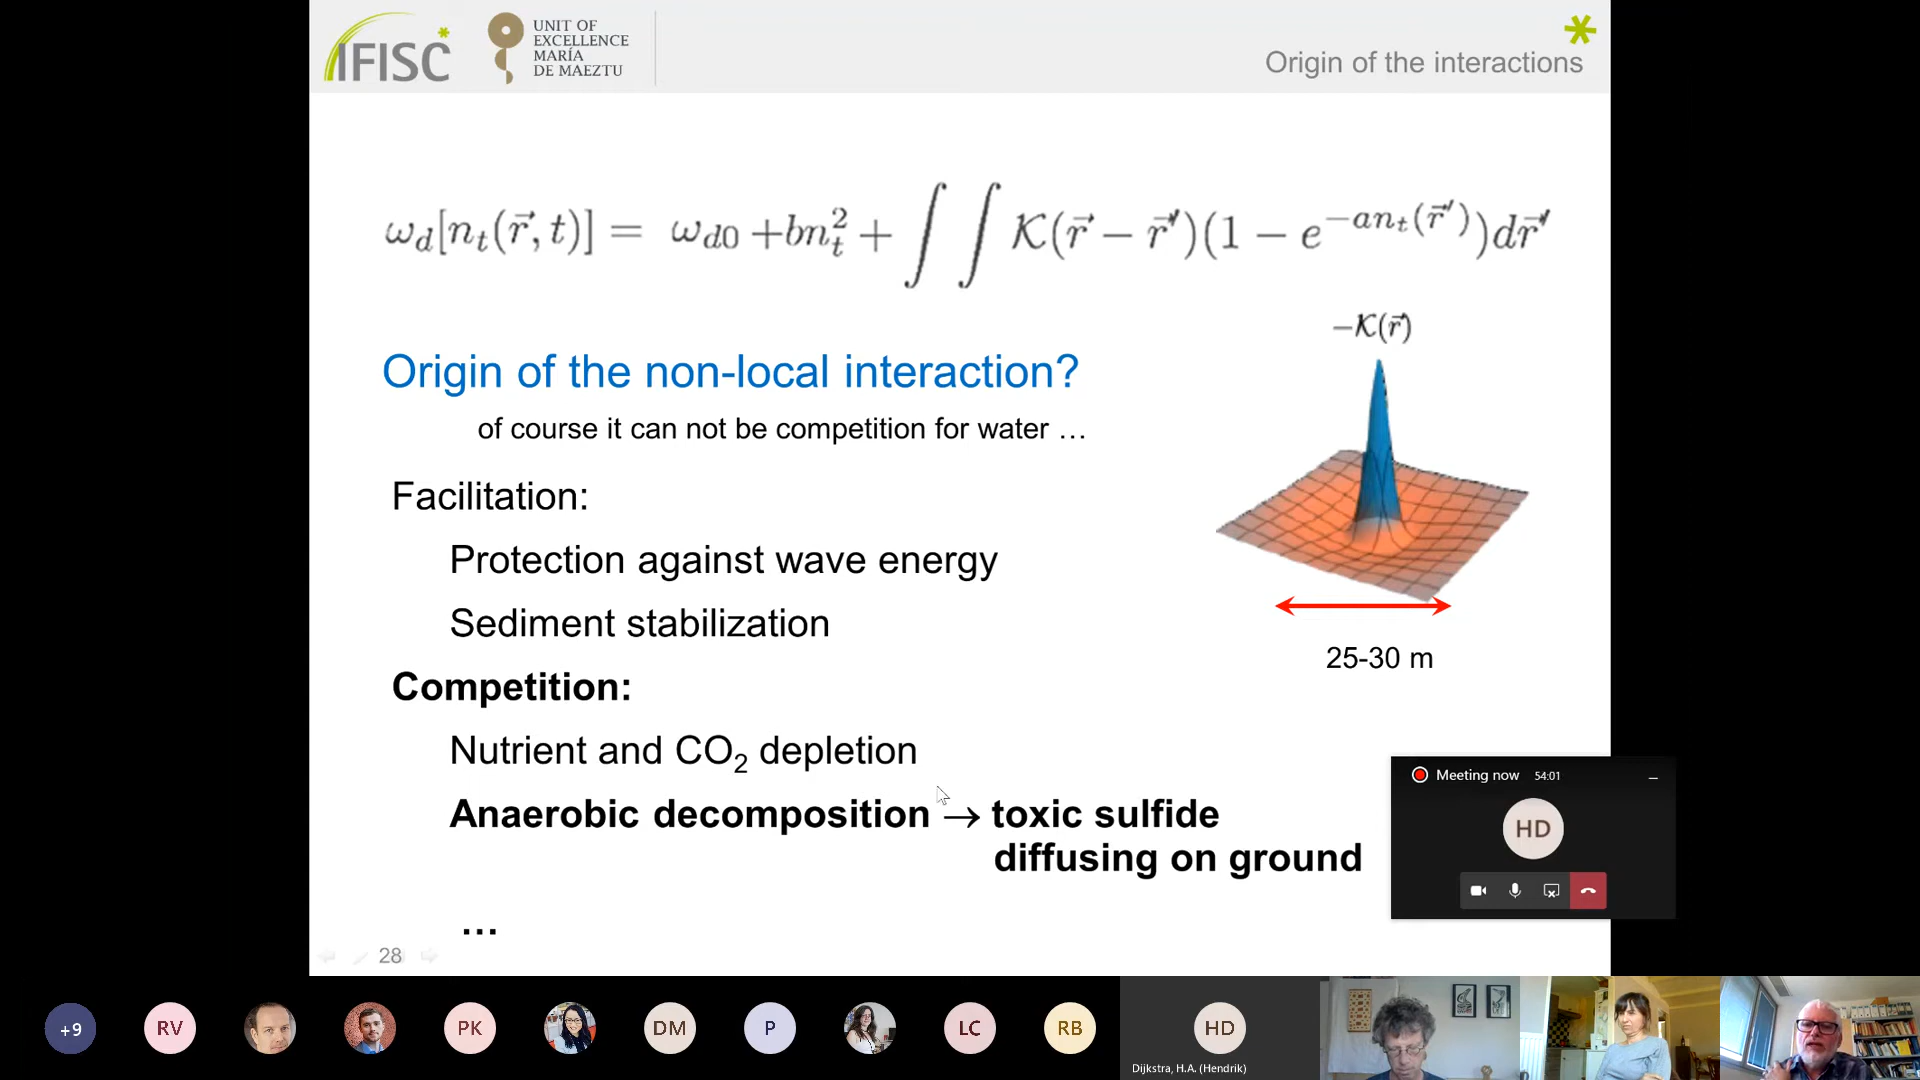 IFISC
UNIT OF
EXCELLENCE
MARÍA
DE MAEZTU
Origin of the interactions
ω_d[n_t(r⃗, t)] = ω_{d0} + bn_t^2 + ∫ ∫ 𝒦(r⃗ − r⃗′)(1 − e^{−an_t(r⃗′)})dr⃗′
−𝒦(r⃗)
Origin of the non-local interaction?
of course it can not be competition for water …
Facilitation:
Protection against wave energy
Sediment stabilization
25-30 m
Competition:
Nutrient and CO₂ depletion
Anaerobic decomposition → toxic sulfide
diffusing on ground
…
28
Meeting now 54:01
HD
+9
RV
PK
DM
P
LC
RB
HD
Dijkstra, H.A. (Hendrik)